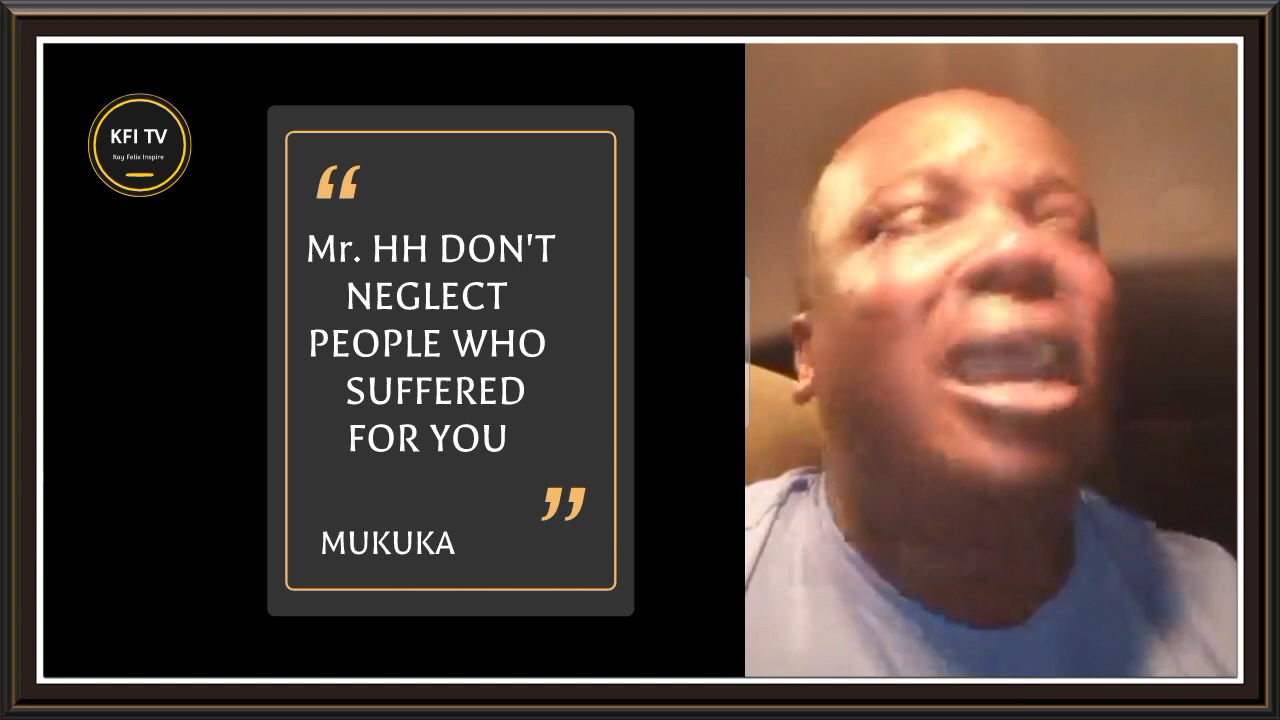 KFI TV
Kay Felix Inspire
“
Mr. HH DON'T
NEGLECT
PEOPLE WHO
SUFFERED
FOR YOU
”
MUKUKA